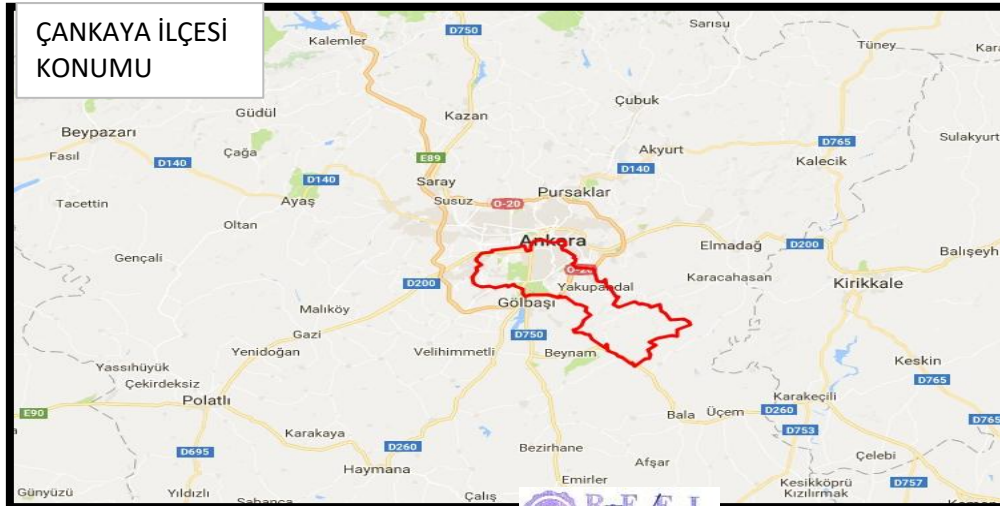 ÇANKAYA İLÇESİ
KONUMU
Sarısu
D750
Kalemler
Tüney
Kara
Çubuk
Güdül
Kazan
Beypazarı
D765
Sulakyurt
Fasıl
Çağa
Akyurt
Kalecik
D140
E89
D140
D140
Saray
Pursaklar
Ayaş
Susuz
O-20
Tacettin
Oltan
Ankara
Elmadağ
D200
Balışeyh
Gençali
Karacahasan
D200
Yakupabdal
Kirikkale
Malıköy
Gölbaşı
Gazi
D750
Yenidoğan
Velihimmetli
Beynam
Yassıhüyük
Keskin
Çekirdeksiz
D765
Polatlı
Karakeçili
E90
Bala
Üçem
D260
D765
Karakaya
D753
D695
D260
Bezirhane
Çelebi
Haymana
Afşar
Emirler
Kesikköprü
D757
Günyüzü
Yıldızlı
Çalış
Kızılırmak